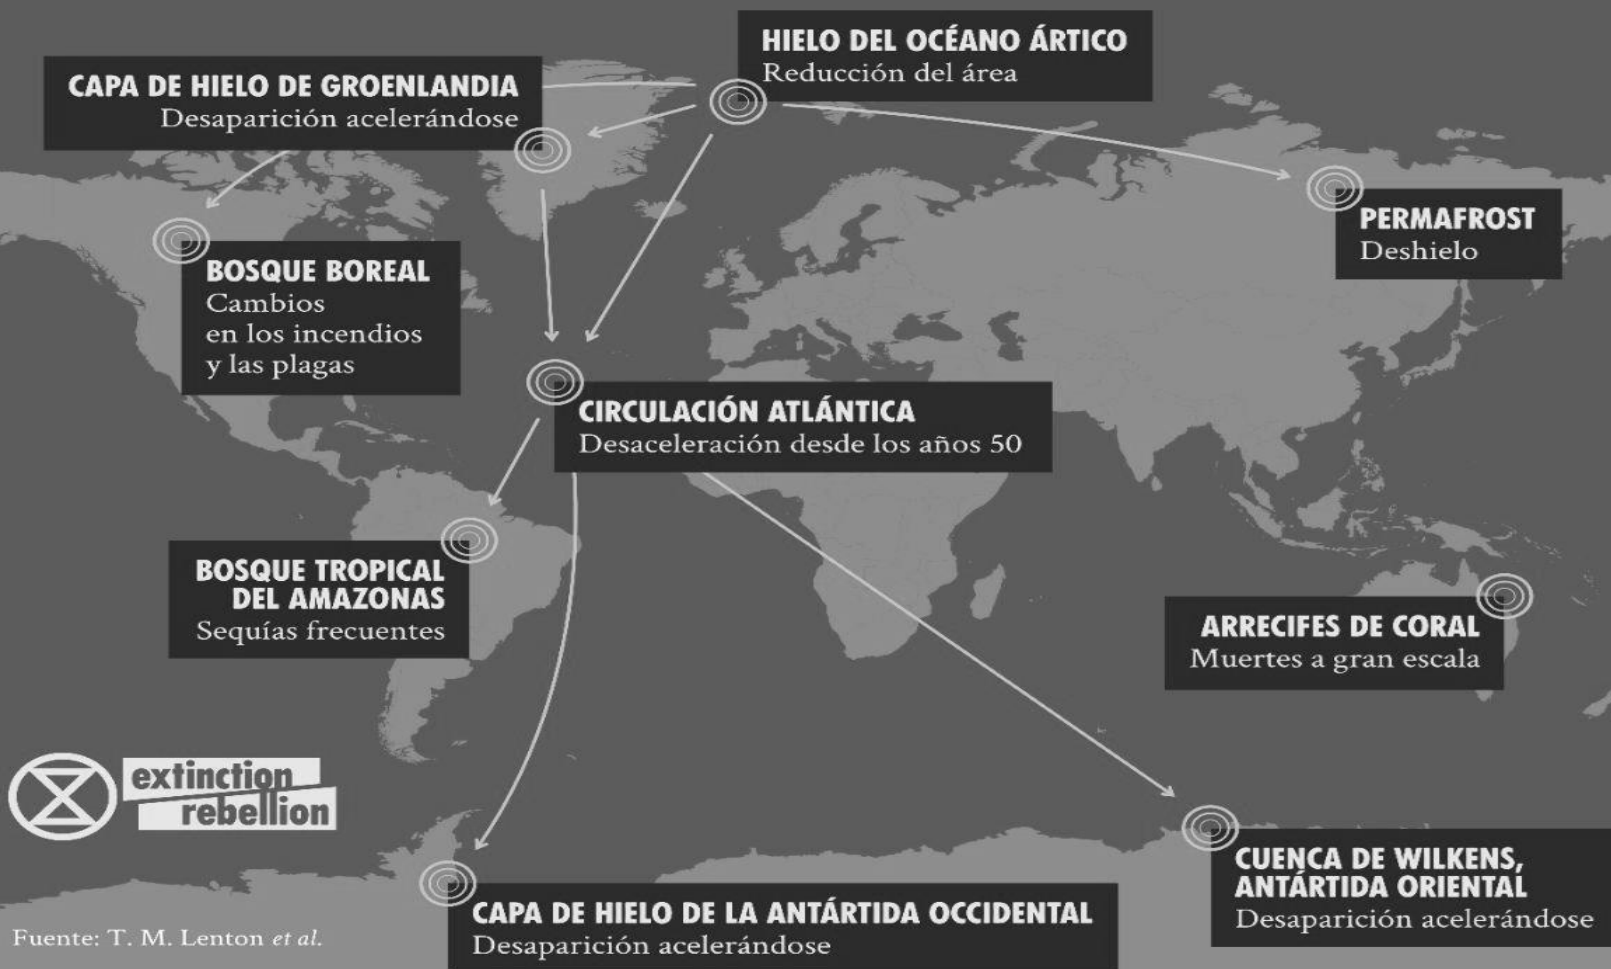 HIELO DEL OCÉANO ÁRTICO
Reducción del área
CAPA DE HIELO DE GROENLANDIA
Desaparición acelerándose
PERMAFROST
Deshielo
BOSQUE BOREAL
Cambios
en los incendios
y las plagas
CIRCULACIÓN ATLÁNTICA
Desaceleración desde los años 50
BOSQUE TROPICAL
DEL AMAZONAS
Sequías frecuentes
ARRECIFES DE CORAL
Muertes a gran escala
extinction
rebellion
CUENCA DE WILKENS,
ANTÁRTIDA ORIENTAL
Desaparición acelerándose
CAPA DE HIELO DE LA ANTÁRTIDA OCCIDENTAL
Desaparición acelerándose
Fuente: T. M. Lenton et al.